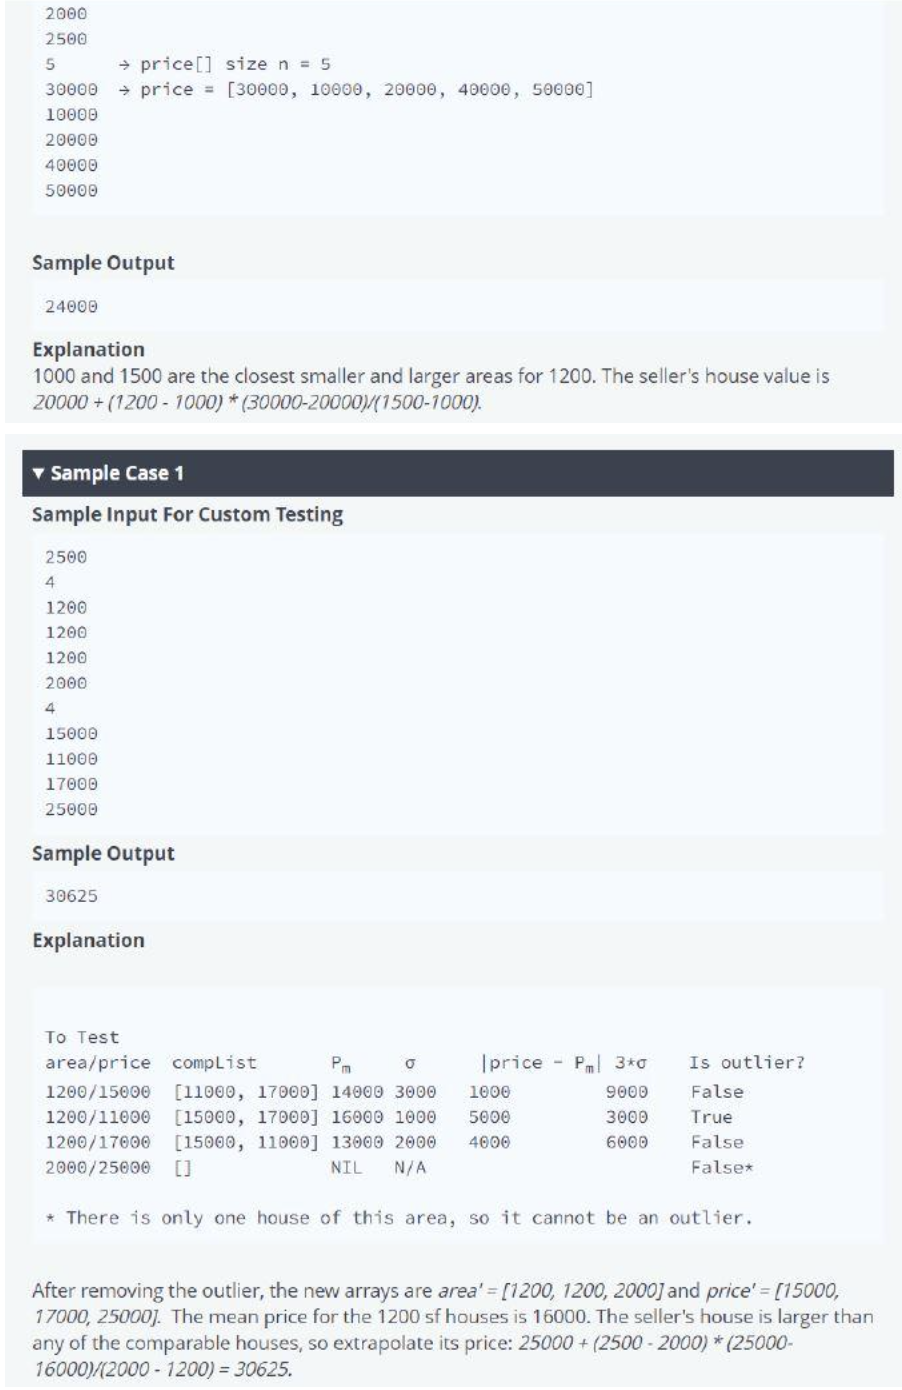 2000
2500
5 → price[] size n = 5
30000 → price = [30000, 10000, 20000, 40000, 50000]
10000
20000
40000
50000
Sample Output
24000
Explanation
1000 and 1500 are the closest smaller and larger areas for 1200. The seller's house value is
20000 + (1200 - 1000) * (30000-20000)/(1500-1000).
▼ Sample Case 1
Sample Input For Custom Testing
2500
4
1200
1200
1200
2000
4
15000
11000
17000
25000
Sample Output
30625
Explanation
To Test
area/price compList Pm σ |price - Pm| 3*σ Is outlier?
1200/15000 [11000, 17000] 14000 3000 1000 9000 False
1200/11000 [15000, 17000] 16000 1000 5000 3000 True
1200/17000 [15000, 11000] 13000 2000 4000 6000 False
2000/25000 [] NIL N/A False*
* There is only one house of this area, so it cannot be an outlier.
After removing the outlier, the new arrays are area' = [1200, 1200, 2000] and price' = [15000,
17000, 25000]. The mean price for the 1200 sf houses is 16000. The seller's house is larger than
any of the comparable houses, so extrapolate its price: 25000 + (2500 - 2000) * (25000-
16000)/(2000 - 1200) = 30625.